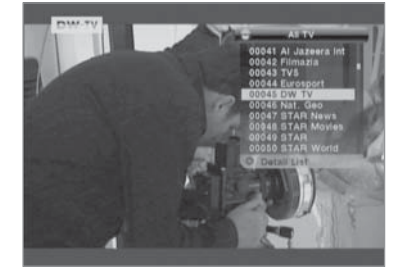 DW-TV
All TV
00041 Al Jazeera Int
00042 Filmazia
00043 TV5
00044 Eurosport
00045 DW TV
00046 Nat. Geo
00047 STAR News
00048 STAR Movies
00049 STAR
00050 STAR World
Detail List